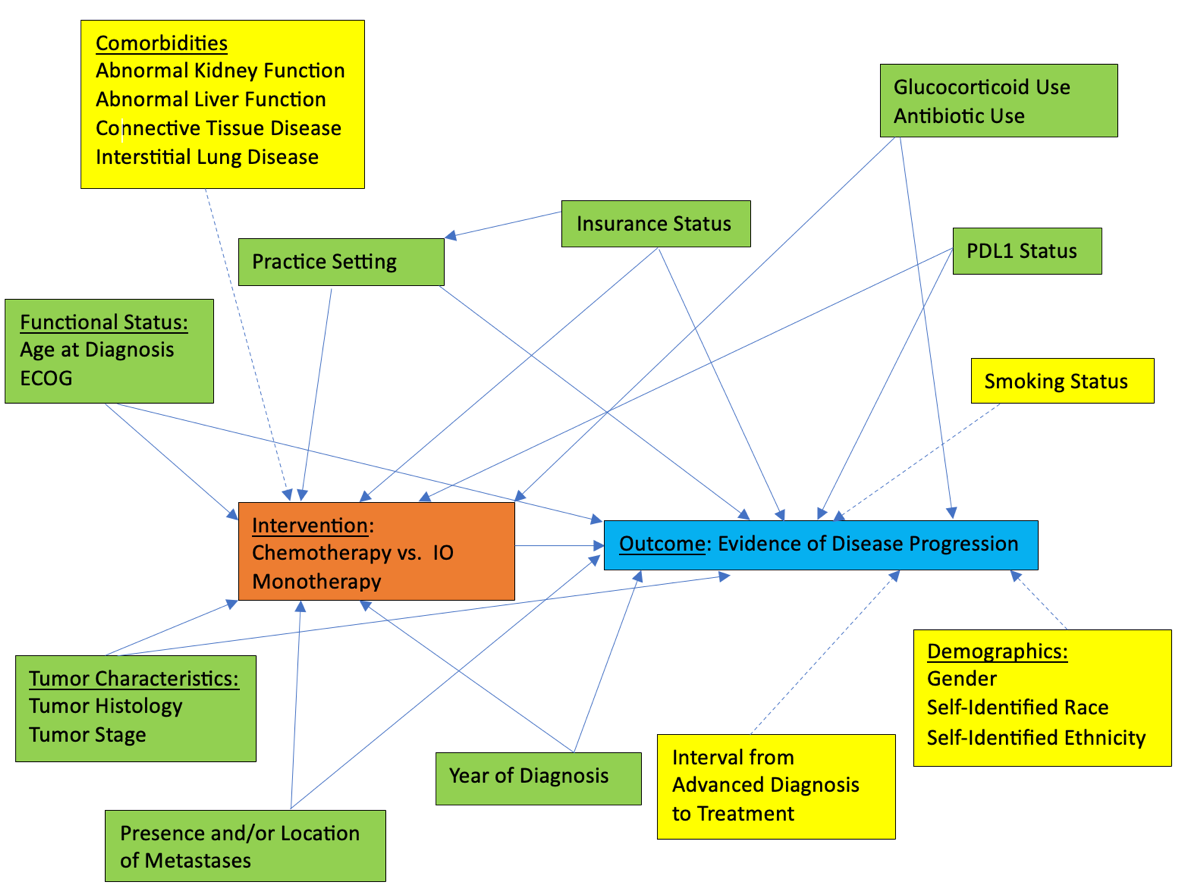 Comorbidities
Abnormal Kidney Function
Abnormal Liver Function
Connective Tissue Disease
Interstitial Lung Disease
Glucocorticoid Use
Antibiotic Use
Insurance Status
Practice Setting
PDL1 Status
Functional Status:
Age at Diagnosis
ECOG
Smoking Status
Intervention:
Chemotherapy vs. IO
Monotherapy
Outcome: Evidence of Disease Progression
Tumor Characteristics:
Tumor Histology
Tumor Stage
Demographics:
Gender
Self-Identified Race
Self-Identified Ethnicity
Year of Diagnosis
Interval from
Advanced Diagnosis
to Treatment
Presence and/or Location
of Metastases